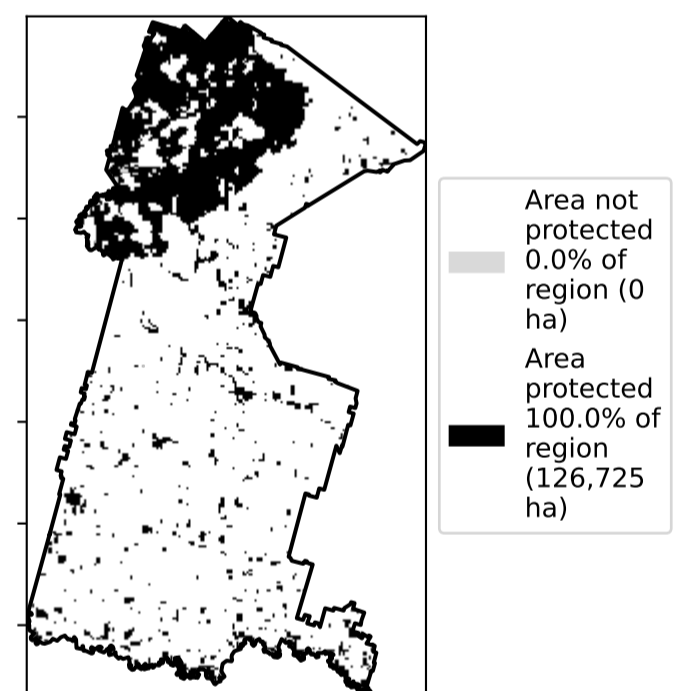 Area not
protected
0.0% of
region (0
ha)
Area
protected
100.0% of
region
(126,725
ha)